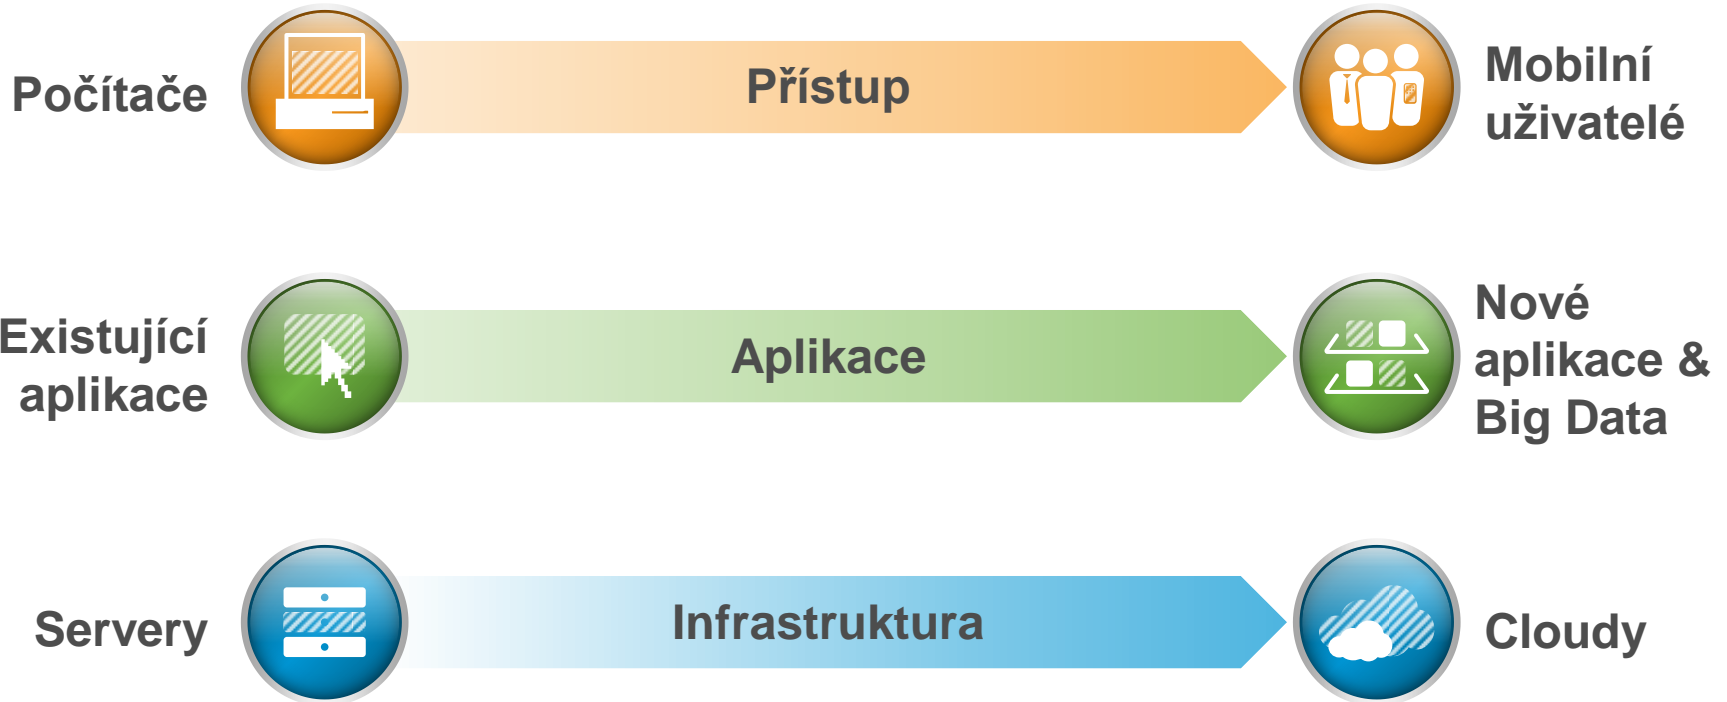 Počítače
Přístup
Mobilní
uživatelé
Existující
aplikace
Aplikace
Nové
aplikace &
Big Data
Servery
Infrastruktura
Cloudy